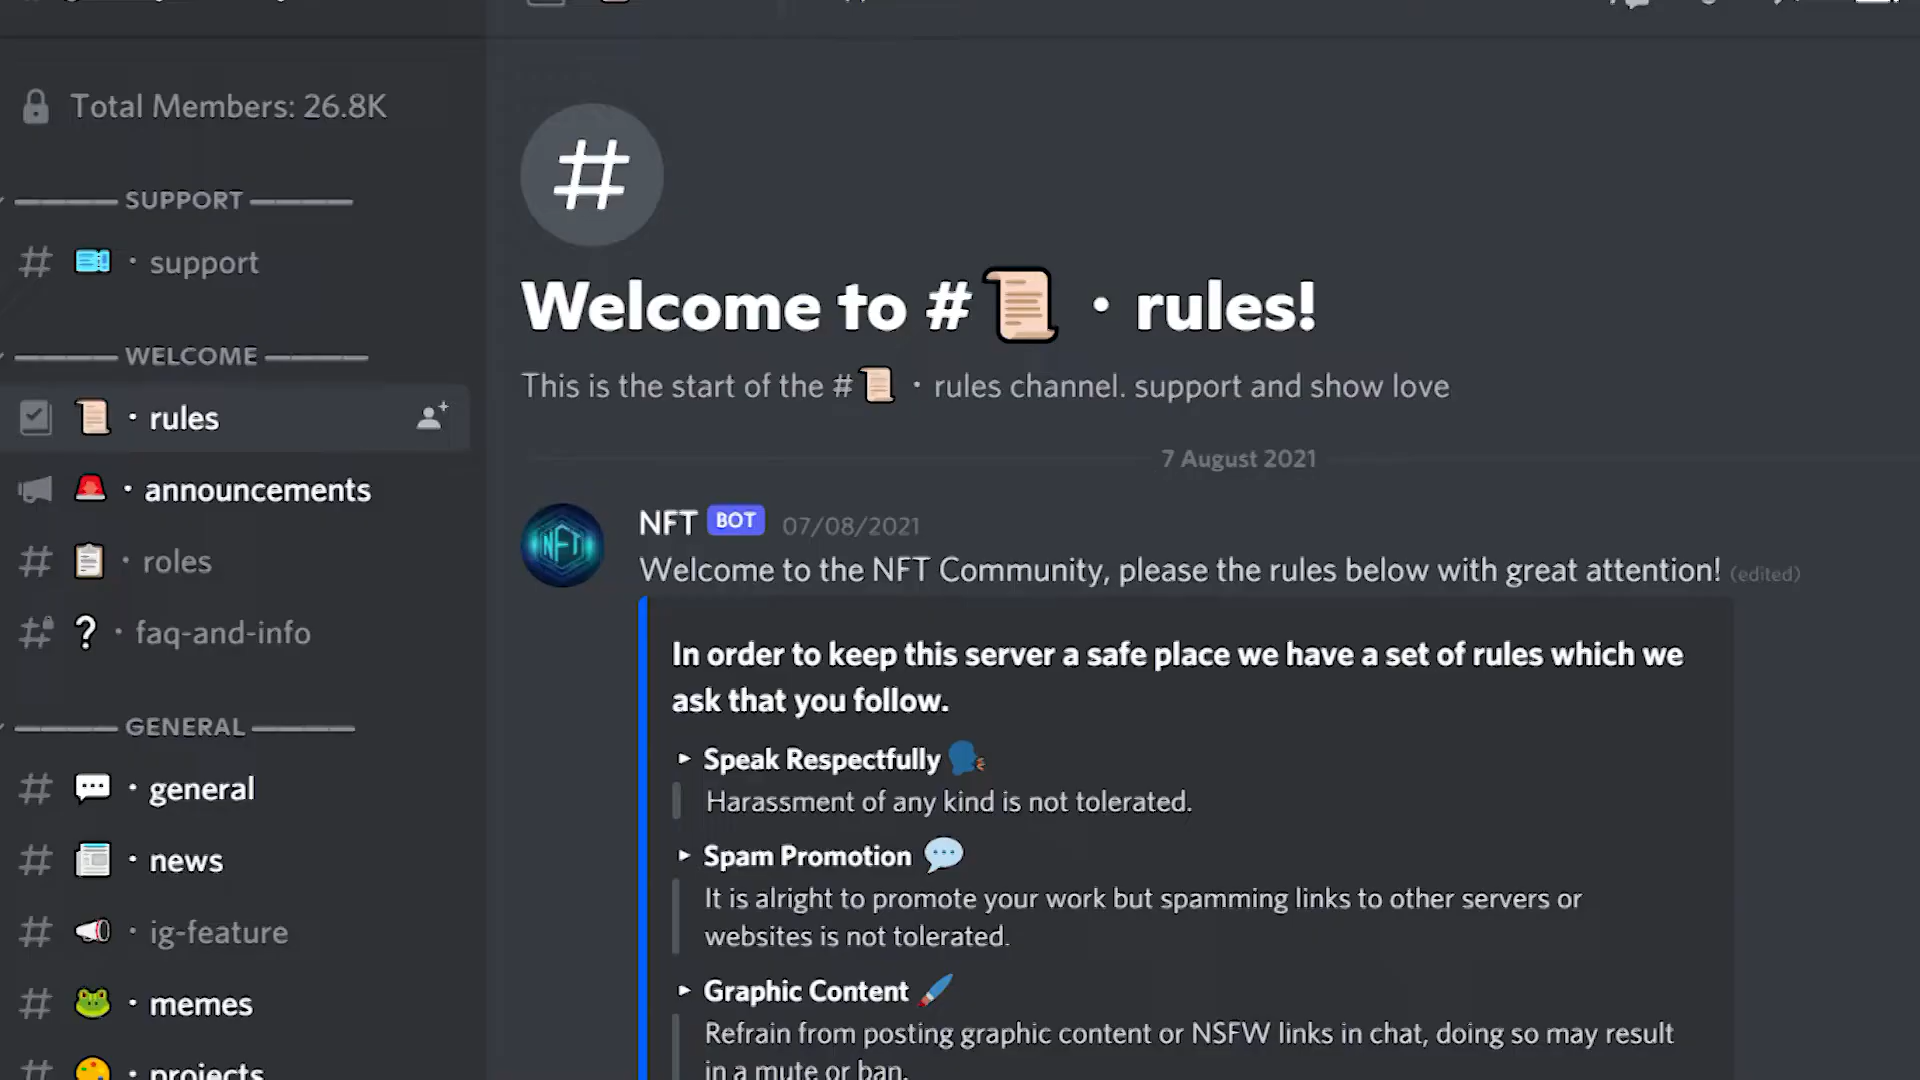 Total Members: 26.8K
SUPPORT
# · support
WELCOME
· rules
· announcements
# · roles
# ? · faq-and-info
GENERAL
# · general
# · news
# · ig-feature
# · memes
# · projects
#
Welcome to # · rules!
This is the start of the # · rules channel. support and show love
7 August 2021
NFT
NFT BOT 07/08/2021
Welcome to the NFT Community, please the rules below with great attention! (edited)
In order to keep this server a safe place we have a set of rules which we
ask that you follow.
Speak Respectfully
Harassment of any kind is not tolerated.
Spam Promotion
It is alright to promote your work but spamming links to other servers or
websites is not tolerated.
Graphic Content
Refrain from posting graphic content or NSFW links in chat, doing so may result
in a mute or ban.